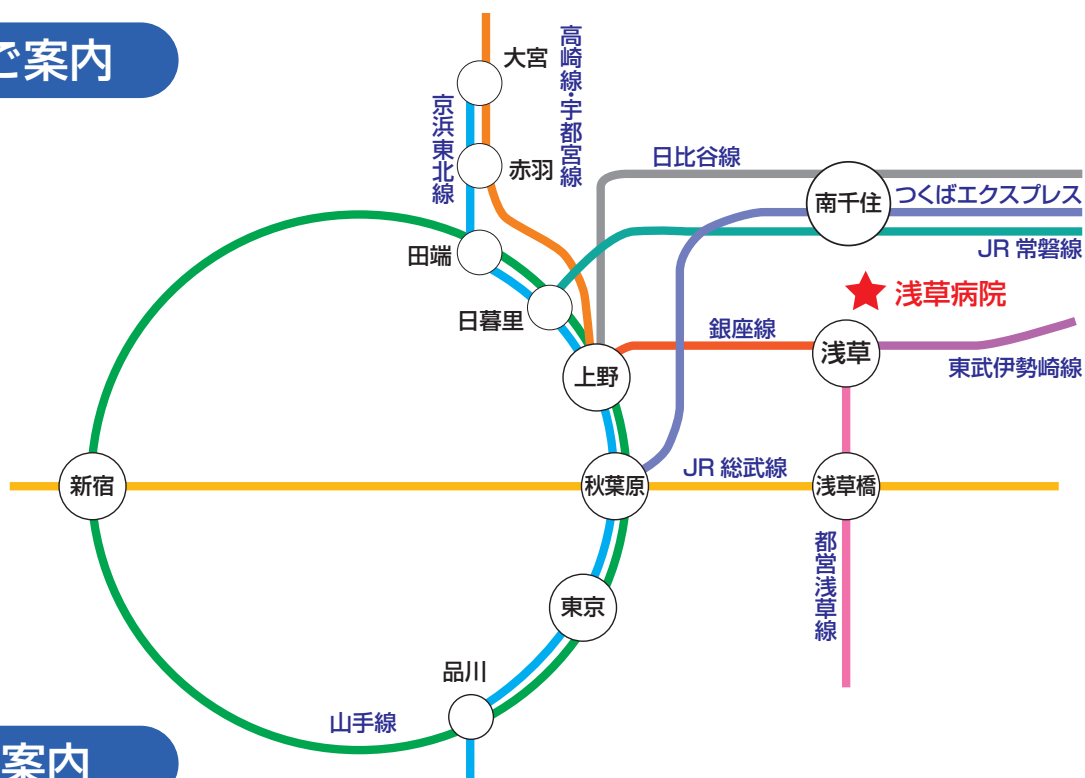 ご案内
大宮
高崎線・宇都宮線
京浜東北線
赤羽
日比谷線
南千住
つくばエクスプレス
JR 常磐線
田端
浅草病院
日暮里
銀座線
浅草
東武伊勢崎線
上野
JR 総武線
新宿
秋葉原
浅草橋
都営浅草線
東京
品川
山手線
案内